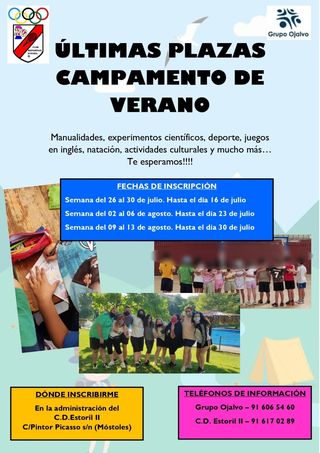 Grupo Ojalvo
ÚLTIMAS PLAZAS
CAMPAMENTO DE
VERANO
Manualidades, experimentos científicos, deporte, juegos
en inglés, natación, actividades culturales y mucho más…
Te esperamos!!!!
FECHAS DE INSCRIPCIÓN
Semana del 26 al 30 de julio. Hasta el día 16 de julio
Semana del 02 al 06 de agosto. Hasta el día 23 de julio
Semana del 09 al 13 de agosto. Hasta el día 30 de julio
DÓNDE INSCRIBIRME
En la administración del
C.D.Estoril II
C/Pintor Picasso s/n (Móstoles)
TELÉFONOS DE INFORMACIÓN
Grupo Ojalvo – 91 606 54 60
C.D. Estoril II – 91 617 02 89